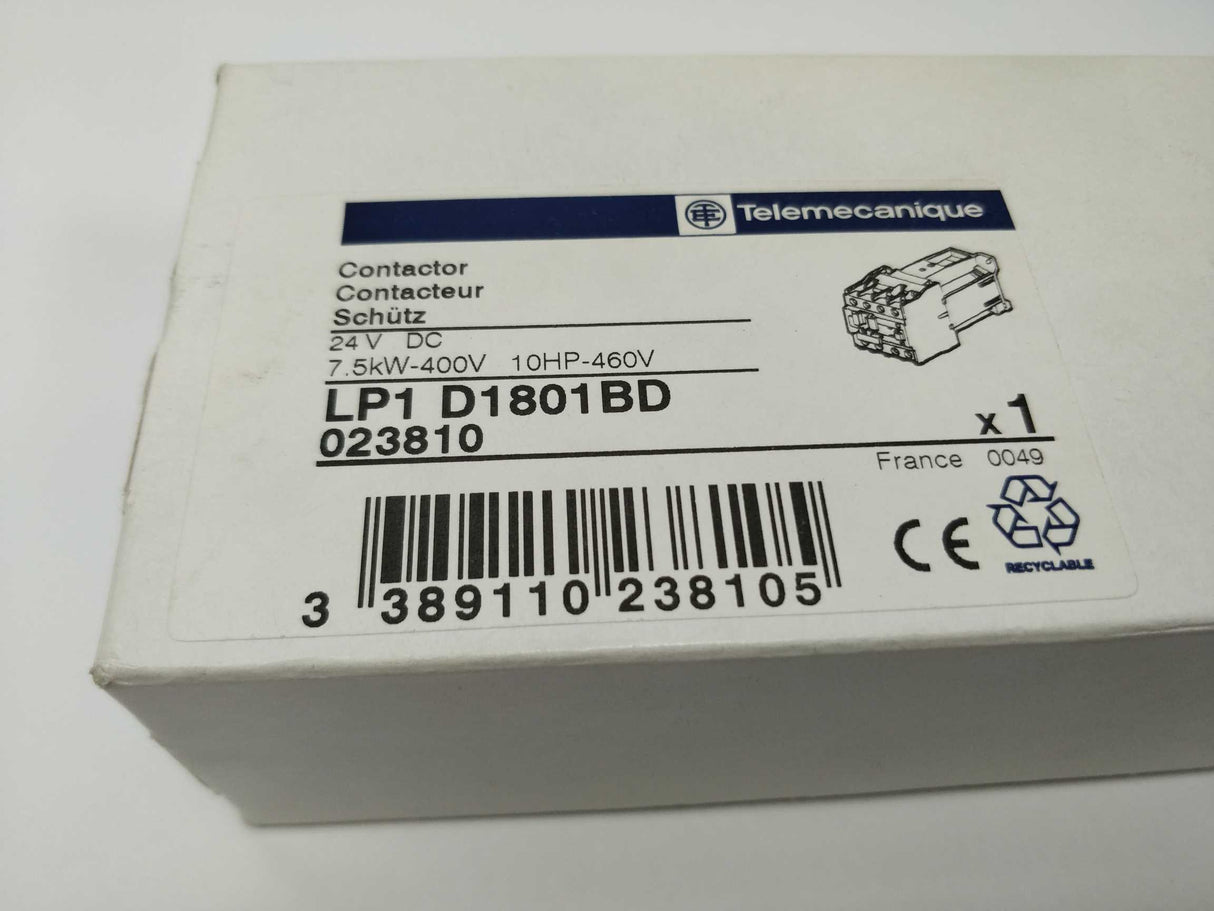 Telemecanique
Contactor
Contacteur
Schütz
24 V DC
7.5kW-400V 10HP-460V
LP1 D1801BD
023810
x 1
France 0049
CE
RECYCLABLE
3 389110 238105